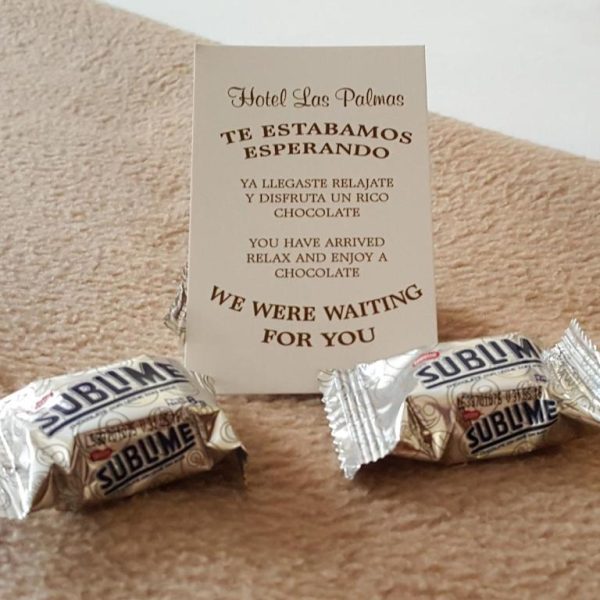 Hotel Las Palmas
TE ESTABAMOS
ESPERANDO
YA LLEGASTE RELAJATE
Y DISFRUTA UN RICO
CHOCOLATE
YOU HAVE ARRIVED
RELAX AND ENJOY A
CHOCOLATE
WE WERE WAITING
FOR YOU
SUBLIME
SUBLIME
SUBLIME
SUBLIME